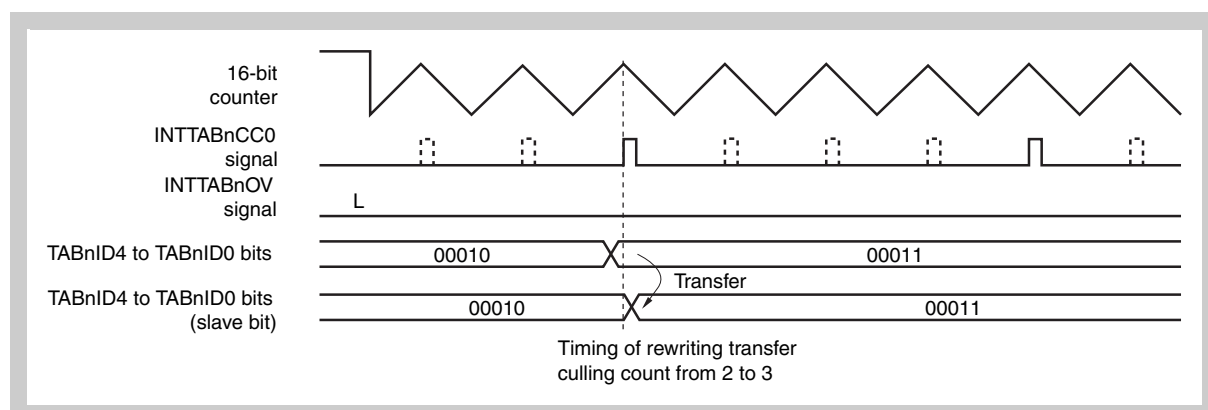 16-bit
counter
INTTABnCC0
signal
INTTABnOV
signal
L
TABnID4 to TABnID0 bits
00010
00011
Transfer
TABnID4 to TABnID0 bits
(slave bit)
00010
00011
Timing of rewriting transfer
culling count from 2 to 3